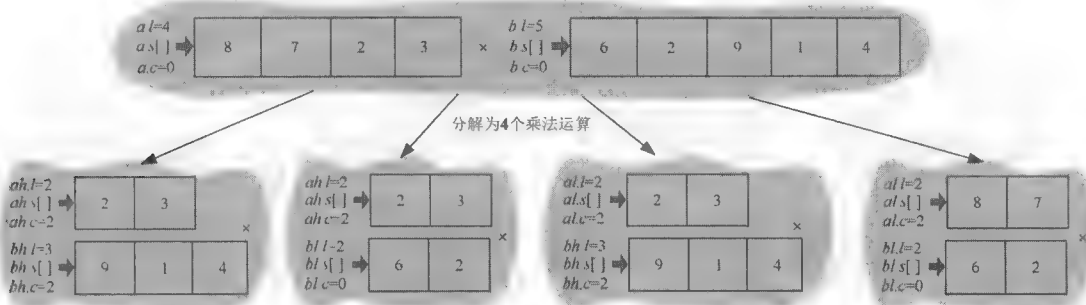 a l=4
a s[ ]
a.c=0
8 7 2 3
×
b l=5
b s[ ]
b c=0
6 2 9 1 4
分解为4个乘法运算
ah.l=2
ah s[ ]
ah c=2
2 3
×
bh l=3
bh s[ ]
bh.c=2
9 1 4
ah l=2
ah s[ ]
ah c=2
2 3
×
bl l=2
bl s[ ]
bl c=0
6 2
al.l=2
al.s[ ]
al.c=2
2 3
×
bh l=3
bh s[ ]
bh.c=2
9 1 4
al l=2
al s[ ]
al.c=2
8 7
×
bl.l=2
bl s[ ]
bl c=0
6 2